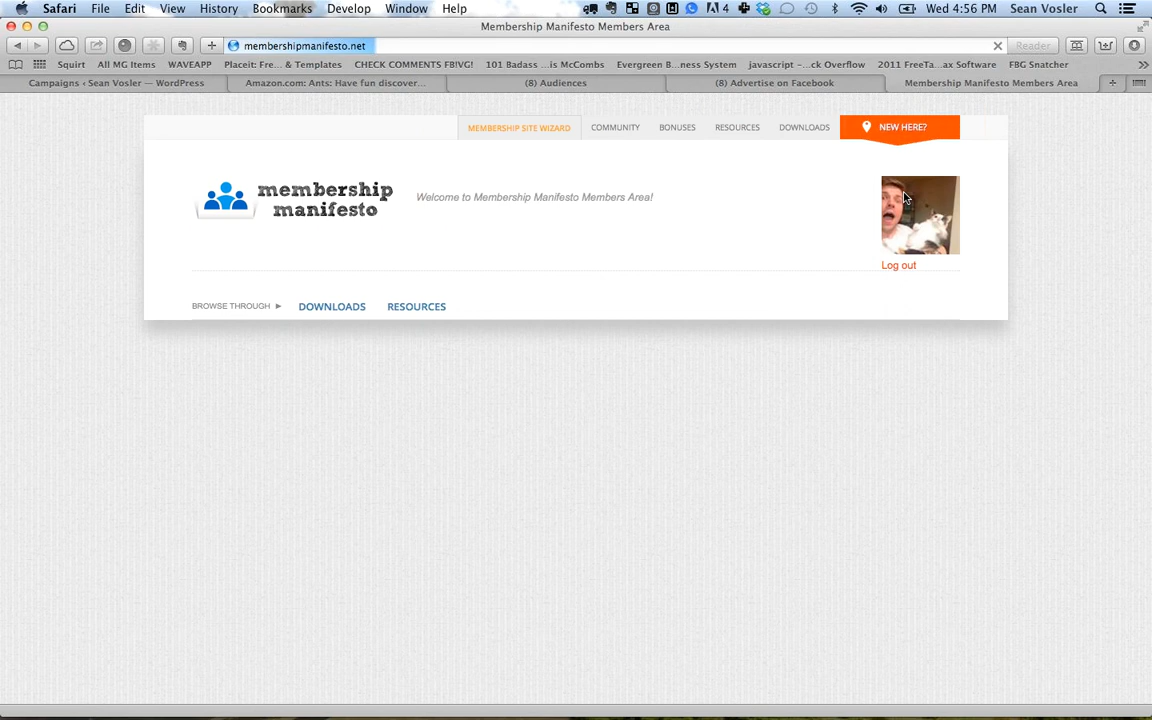 Safari File Edit View History Bookmarks Develop Window Help 4 Wed 4:56 PM Sean Vosler
Membership Manifesto Members Area
membershipmanifesto.net Reader
Squirt All MG Items WAVEAPP Placeit: Fre... & Templates CHECK COMMENTS FB!VG! 101 Badass ...is McCombs Evergreen B...ness System javascript -...ck Overflow 2011 FreeTa...ax Software FBG Snatcher
Campaigns ‹ Sean Vosler — WordPress Amazon.com: Ants: Have fun discover... (8) Audiences (8) Advertise on Facebook Membership Manifesto Members Area
MEMBERSHIP SITE WIZARD COMMUNITY BONUSES RESOURCES DOWNLOADS NEW HERE?
membership
manifesto
Welcome to Membership Manifesto Members Area!
Log out
BROWSE THROUGH ► DOWNLOADS RESOURCES